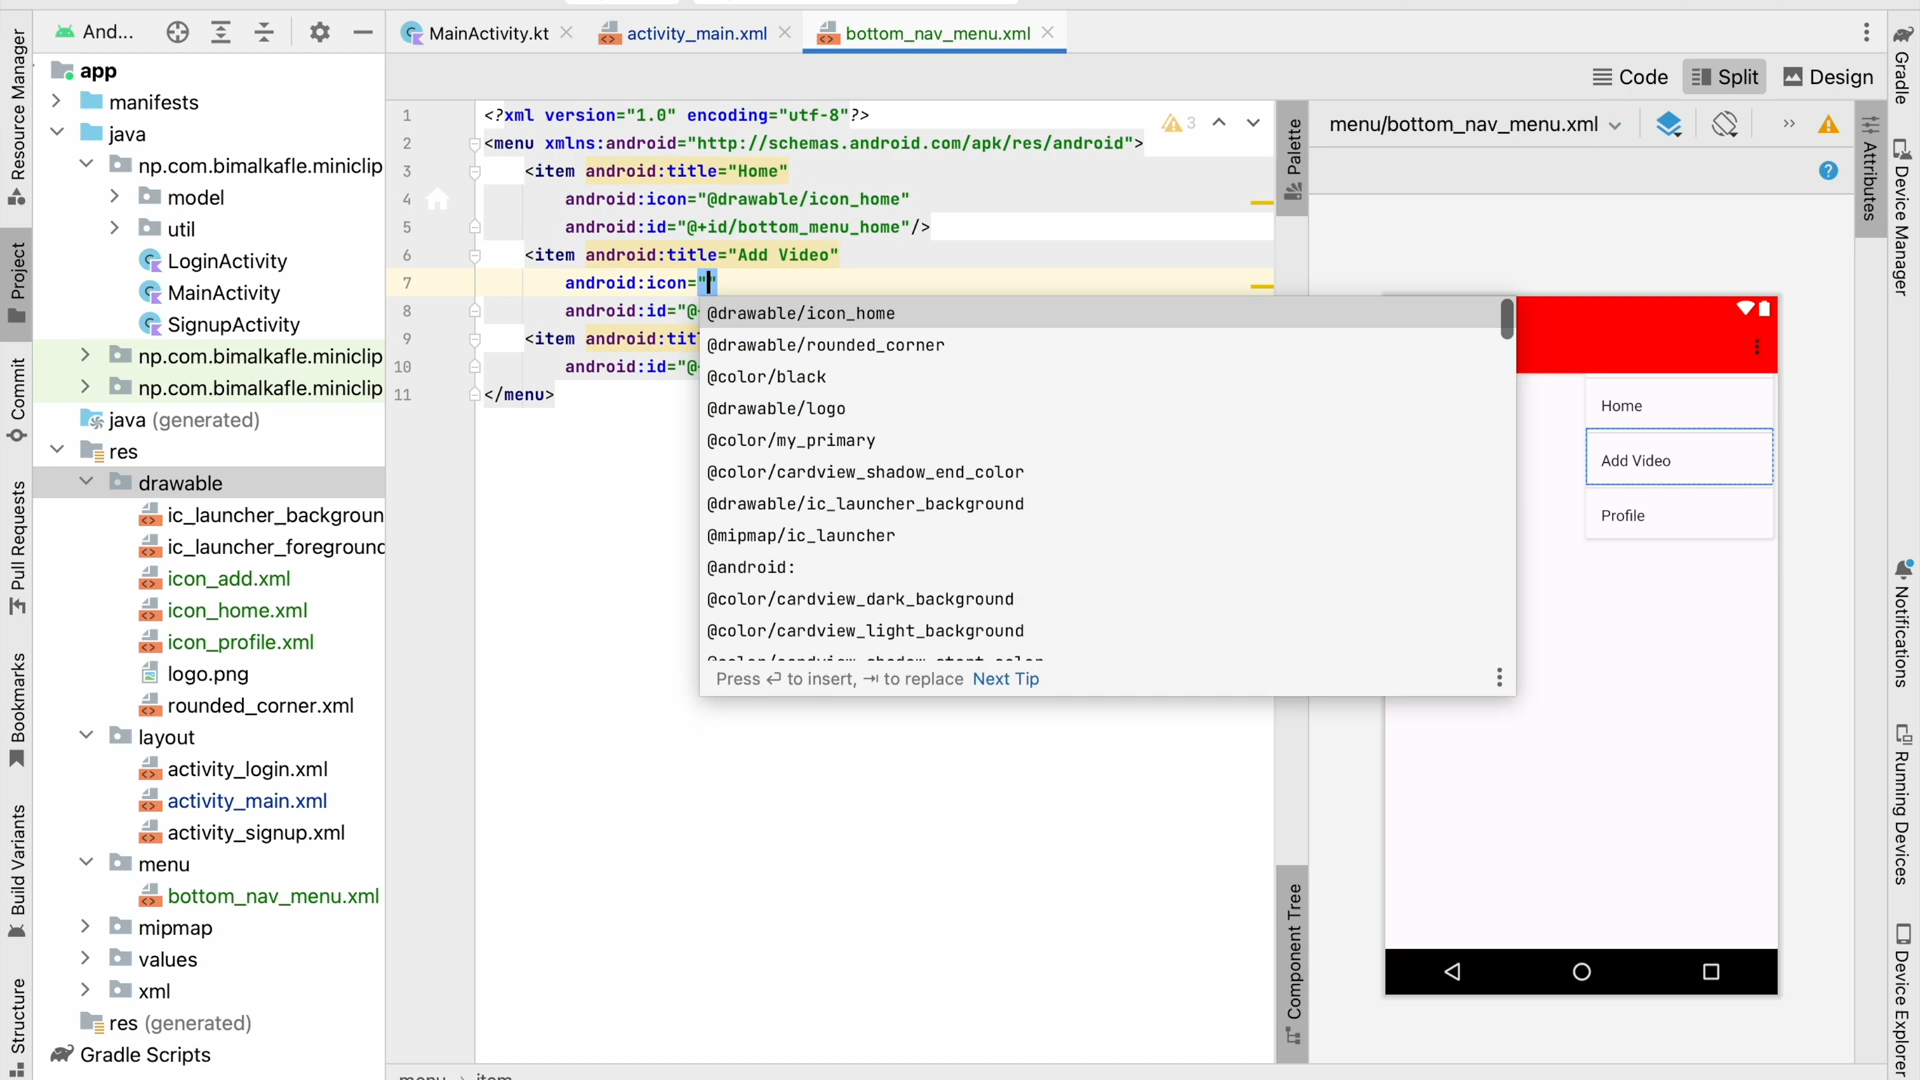 And...
MainActivity.kt
activity_main.xml
bottom_nav_menu.xml
Code
Split
Design
Resource Manager
Project
Commit
Pull Requests
Bookmarks
Build Variants
Structure
app
manifests
java
np.com.bimalkafle.miniclip
model
util
LoginActivity
MainActivity
SignupActivity
np.com.bimalkafle.miniclip
np.com.bimalkafle.miniclip
java (generated)
res
drawable
ic_launcher_backgroun
ic_launcher_foreground
icon_add.xml
icon_home.xml
icon_profile.xml
logo.png
rounded_corner.xml
layout
activity_login.xml
activity_main.xml
activity_signup.xml
menu
bottom_nav_menu.xml
mipmap
values
xml
res (generated)
Gradle Scripts
1 <?xml version="1.0" encoding="utf-8"?>
2 <menu xmlns:android="http://schemas.android.com/apk/res/android">
3 <item android:title="Home"
4 android:icon="@drawable/icon_home"
5 android:id="@+id/bottom_menu_home"/>
6 <item android:title="Add Video"
7 android:icon=""
8 android:id="@
9 <item android:tit
10 android:id="@
11 </menu>
3
@drawable/icon_home
@drawable/rounded_corner
@color/black
@drawable/logo
@color/my_primary
@color/cardview_shadow_end_color
@drawable/ic_launcher_background
@mipmap/ic_launcher
@android:
@color/cardview_dark_background
@color/cardview_light_background
@color/cardview_shadow_start_color
Press ↵ to insert, ⇥ to replace Next Tip
Palette
Component Tree
menu/bottom_nav_menu.xml
»
?
Home
Add Video
Profile
Attributes
Gradle
Device Manager
Notifications
Running Devices
Device Explorer
menu › item